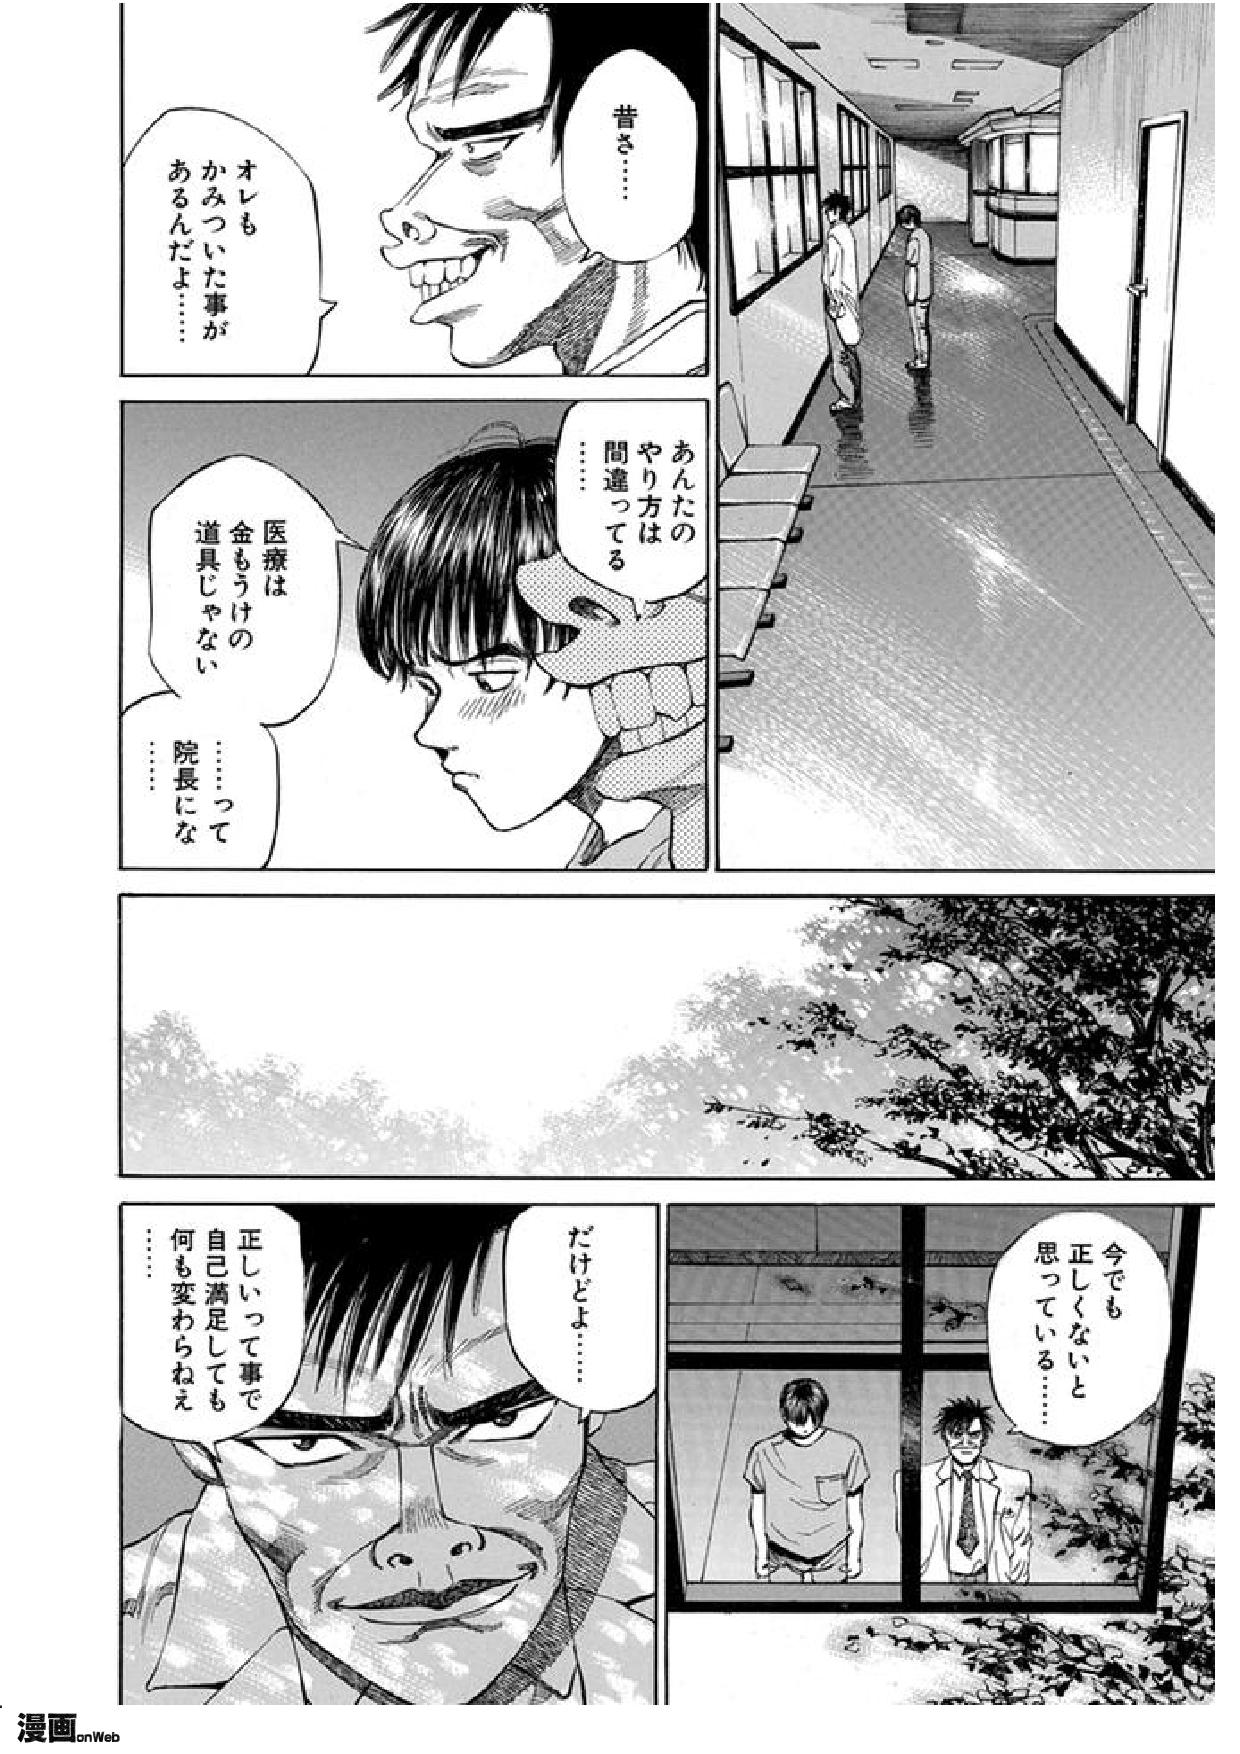 昔さ……
オレも
かみついた事が
あるんだよ……
あんたの
やり方は
間違ってる
……
医療は
金もうけの
道具じゃない
……って
院長にな
……
今でも
正しくないと
思っている……
だけどよ……
正しいって事で
自己満足しても
何も変わらねえ
……
漫画onWeb